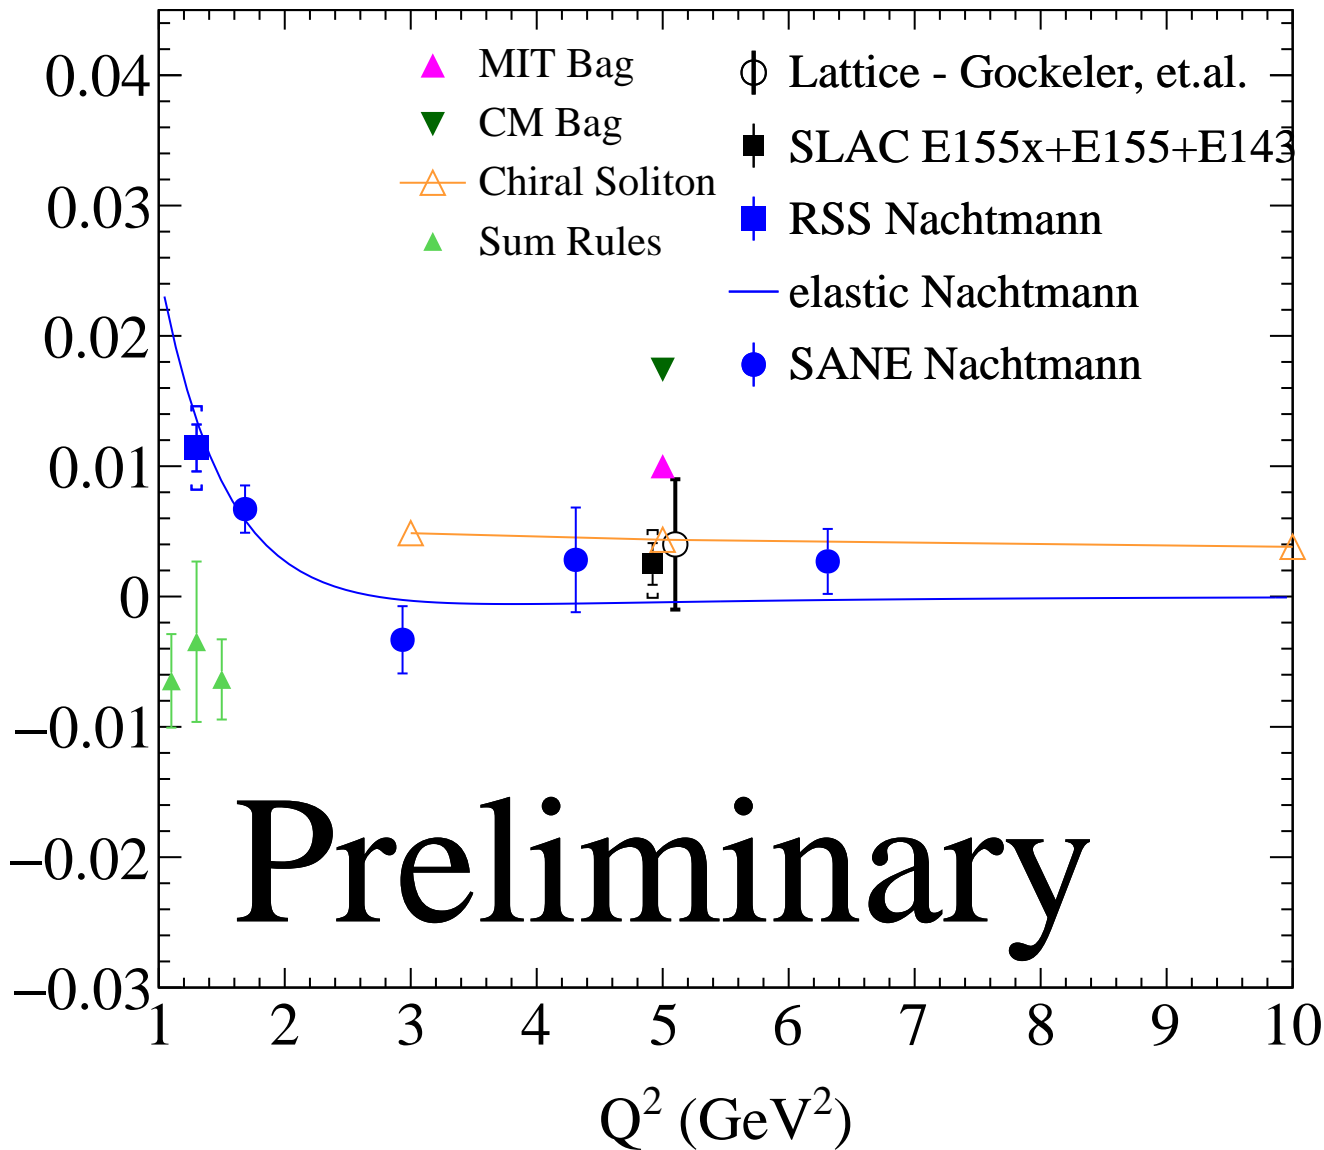 MIT Bag
CM Bag
Chiral Soliton
Sum Rules
Lattice - Gockeler, et.al.
SLAC E155x+E155+E143
RSS Nachtmann
elastic Nachtmann
SANE Nachtmann
0.04
0.03
0.02
0.01
0
−0.01
−0.02
−0.03
Preliminary
1 2 3 4 5 6 7 8 9 10
Q² (GeV²)